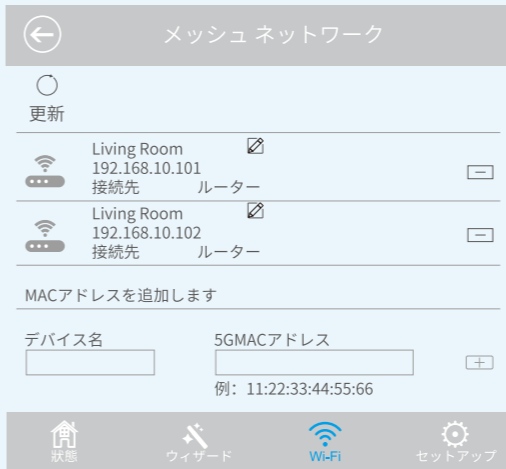 メッシュ ネットワーク
更新
Living Room
192.168.10.101
接続先 ルーター
Living Room
192.168.10.102
接続先 ルーター
MACアドレスを追加します
デバイス名 5GMACアドレス
例: 11:22:33:44:55:66
状態 ウィザード Wi-Fi セットアップ